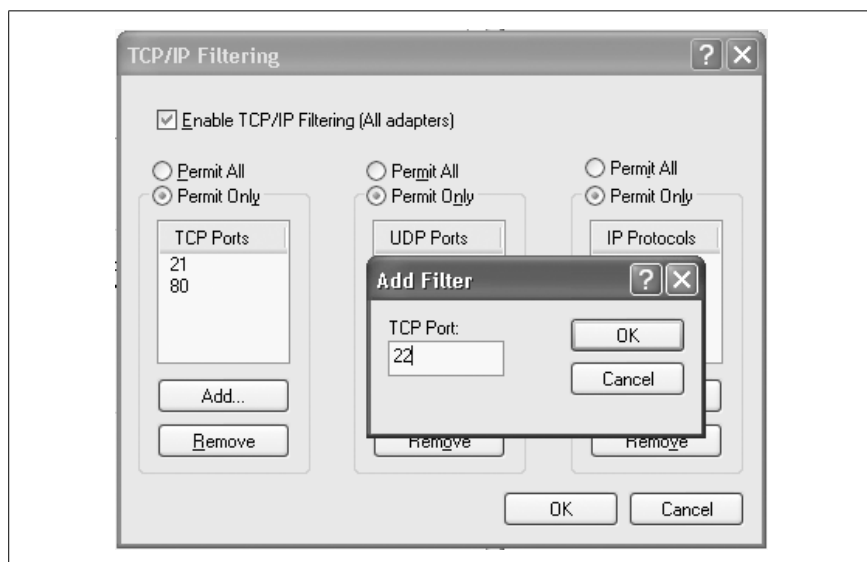 TCP/IP Filtering
Enable TCP/IP Filtering (All adapters)
Permit All
Permit Only
TCP Ports
21
80
Add...
Remove
Permit All
Permit Only
UDP Ports
Remove
Permit All
Permit Only
IP Protocols
Remove
Add Filter
TCP Port:
22
OK
Cancel
OK
Cancel